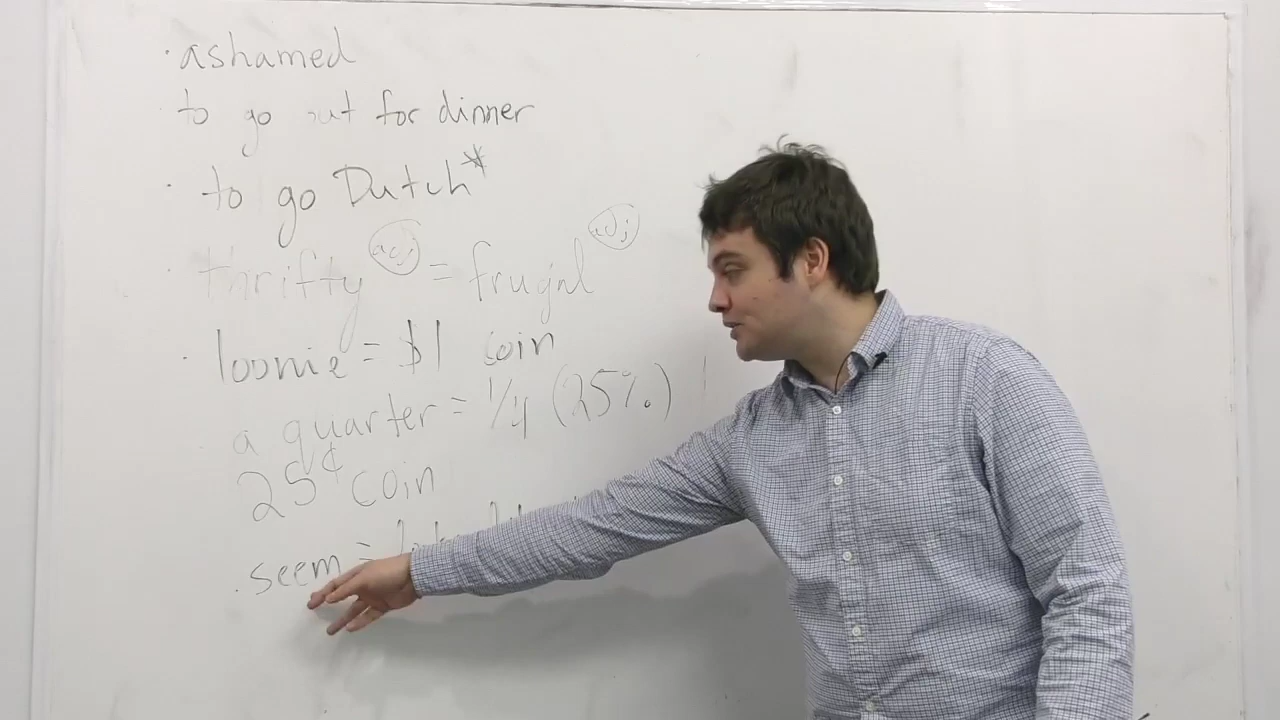 · ashamed
to go out for dinner
· to go Dutch*
· thrifty adj = frugal adj
· loonie = $1 coin
· a quarter = 1/4 (25%)
25¢ coin
· seem =